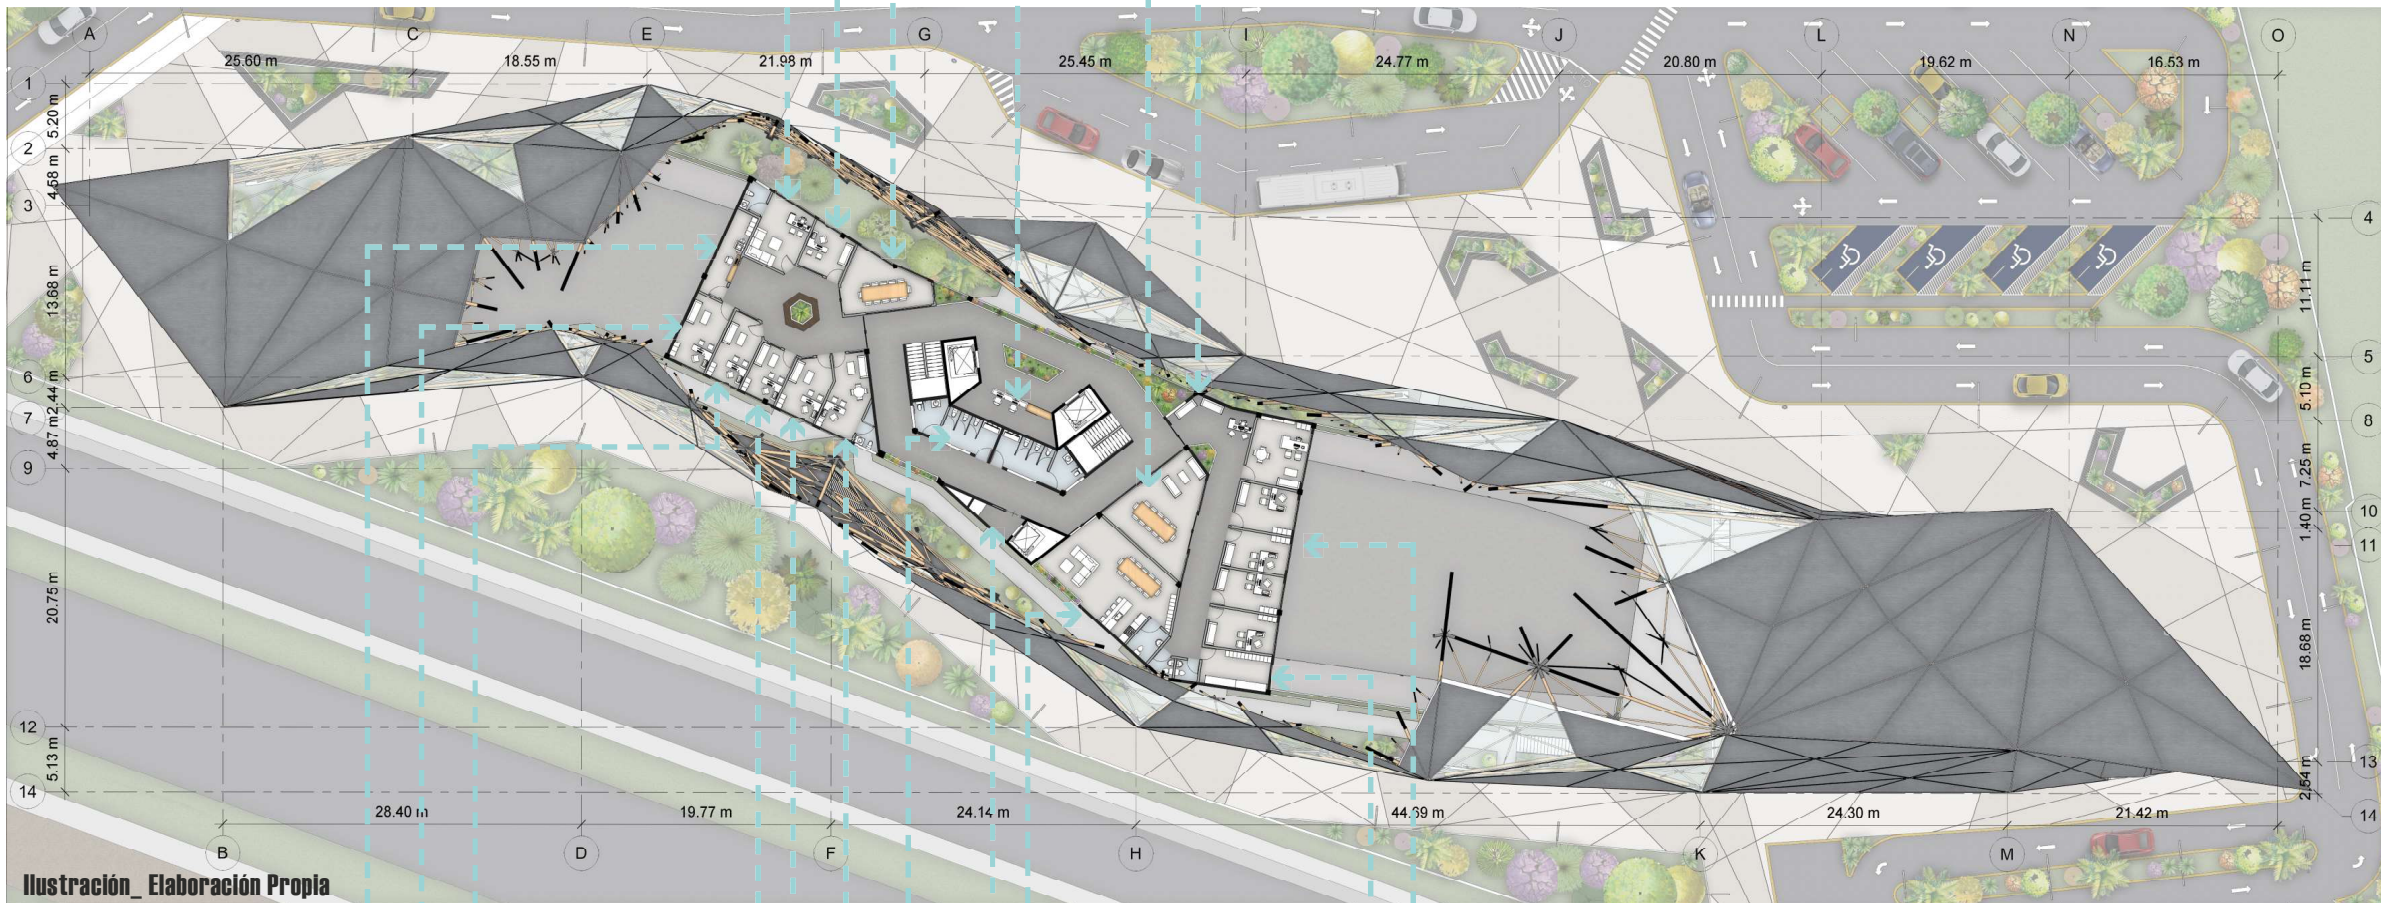 A C E G I J L N O
25.60 m 18.55 m 21.98 m 25.45 m 24.77 m 20.80 m 19.62 m 16.53 m
1
5.20 m
2
4.58 m
3
4
13.68 m
11.11 m
5
6
2.44 m
5.10 m
7
8
4.87 m
7.25 m
9
10
1.40 m
11
20.75 m
18.68 m
12
13
5.13 m
2.54 m
14
14
28.40 m 19.77 m 24.14 m 44.69 m 24.30 m 21.42 m
B D F H K M
Ilustración_ Elaboración Propia